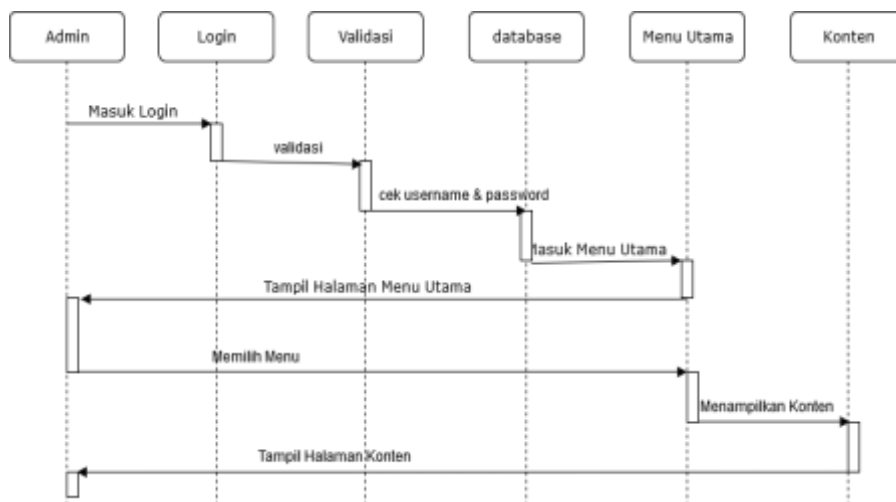 Admin
Login
Validasi
database
Menu Utama
Konten
Masuk Login
validasi
cek username & password
Masuk Menu Utama
Tampil Halaman Menu Utama
Memilih Menu
Menampilkan Konten
Tampil Halaman Konten